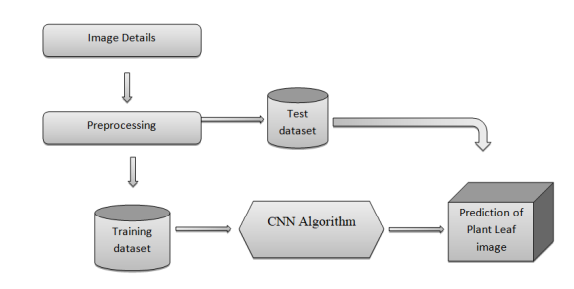 Image Details
Preprocessing
Test
dataset
Training
dataset
CNN Algorithm
Prediction of
Plant Leaf
image